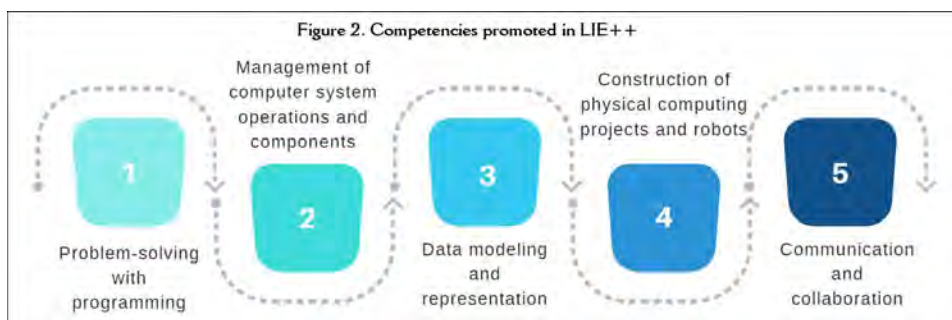 Figure 2. Competencies promoted in LIE++
1
Problem-solving
with
programming
Management of
computer system
operations and
components
2
3
Data modeling
and
representation
Construction of
physical computing
projects and robots
4
5
Communication
and
collaboration